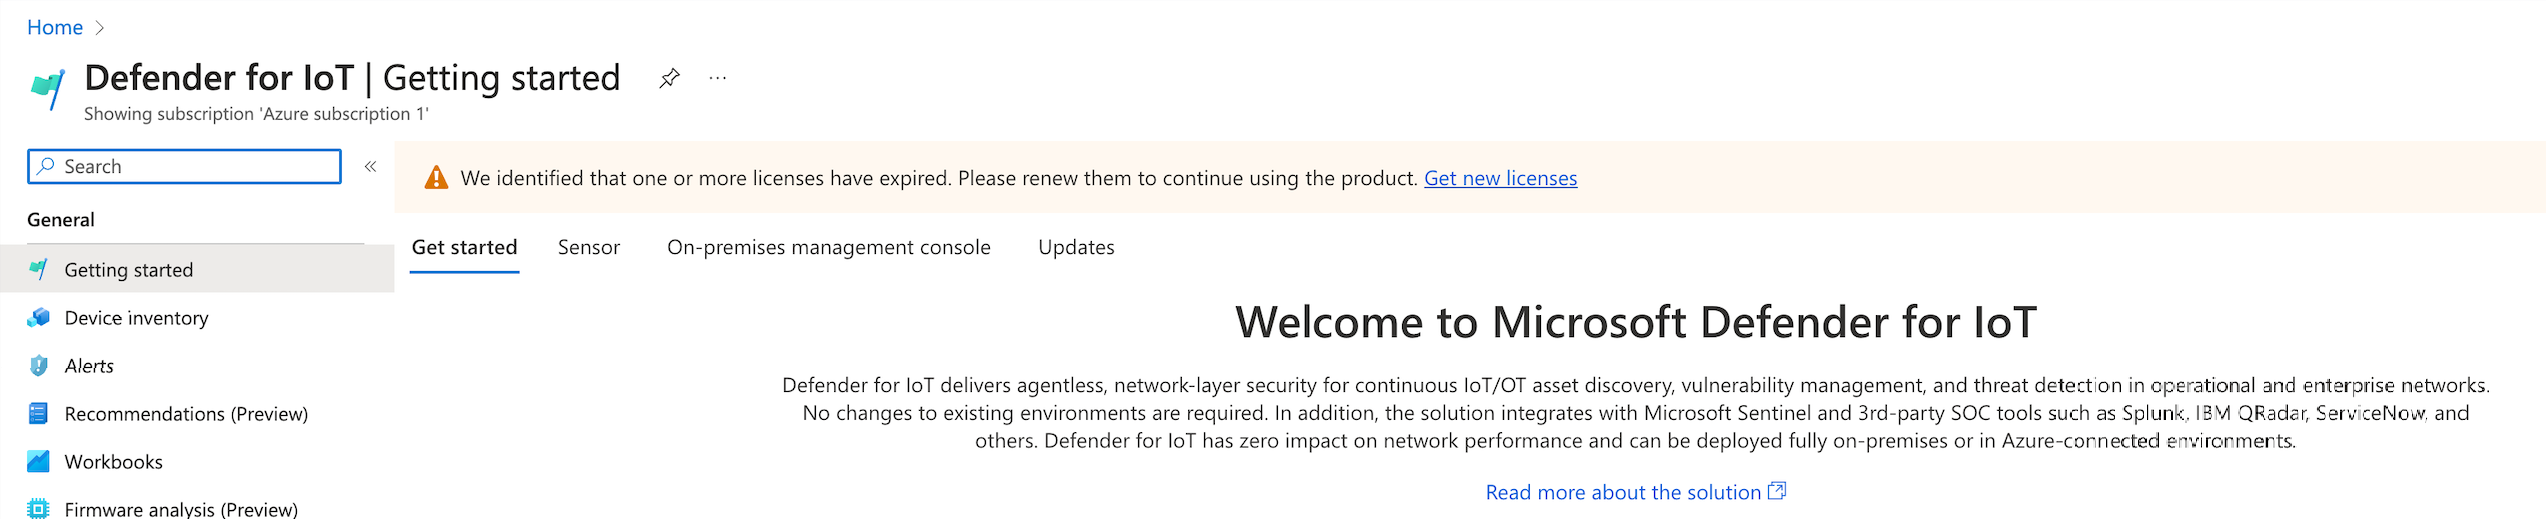 Home
Defender for IoT | Getting started
Showing subscription 'Azure subscription 1'
Search
General
Getting started
Device inventory
Alerts
Recommendations (Preview)
Workbooks
Firmware analysis (Preview)
We identified that one or more licenses have expired. Please renew them to continue using the product. Get new licenses
Get started Sensor On-premises management console Updates
Welcome to Microsoft Defender for IoT
Defender for IoT delivers agentless, network-layer security for continuous IoT/OT asset discovery, vulnerability management, and threat detection in operational and enterprise networks.
No changes to existing environments are required. In addition, the solution integrates with Microsoft Sentinel and 3rd-party SOC tools such as Splunk, IBM QRadar, ServiceNow, and
others. Defender for IoT has zero impact on network performance and can be deployed fully on-premises or in Azure-connected environments.
Read more about the solution